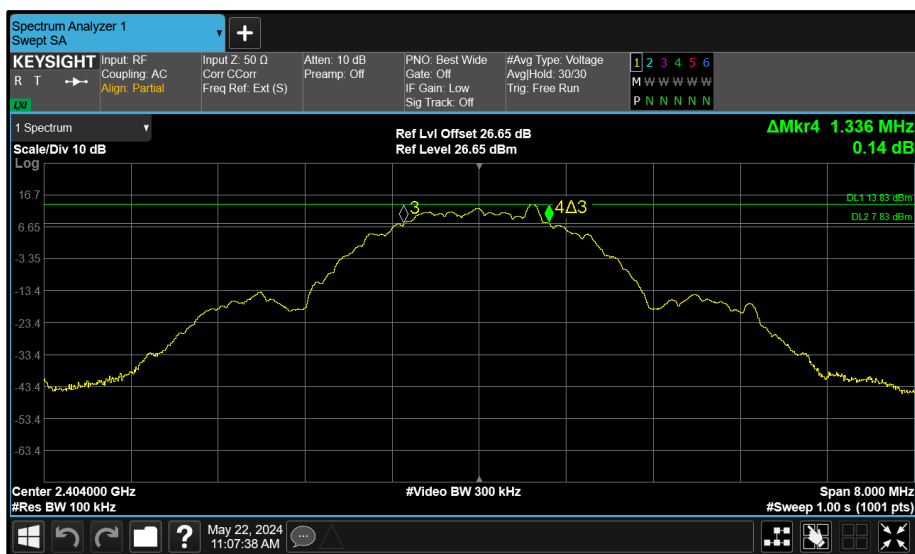 Spectrum Analyzer 1
Swept SA
+
KEYSIGHT
R T
LXI
Input: RF
Coupling: AC
Align: Partial
Input Z: 50 Ω
Corr CCorr
Freq Ref: Ext (S)
Atten: 10 dB
Preamp: Off
PNO: Best Wide
Gate: Off
IF Gain: Low
Sig Track: Off
#Avg Type: Voltage
Avg|Hold: 30/30
Trig: Free Run
1 2 3 4 5 6
M W W W W W
P N N N N N
1 Spectrum
Scale/Div 10 dB
Ref Lvl Offset 26.65 dB
Ref Level 26.65 dBm
ΔMkr4 1.336 MHz
0.14 dB
Log
16.7
DL1 13.83 dBm
3
4Δ3
DL2 7.83 dBm
6.65
-3.35
-13.4
-23.4
-33.4
-43.4
-53.4
-63.4
Center 2.404000 GHz
#Video BW 300 kHz
Span 8.000 MHz
#Res BW 100 kHz
#Sweep 1.00 s (1001 pts)
?
May 22, 2024
11:07:38 AM